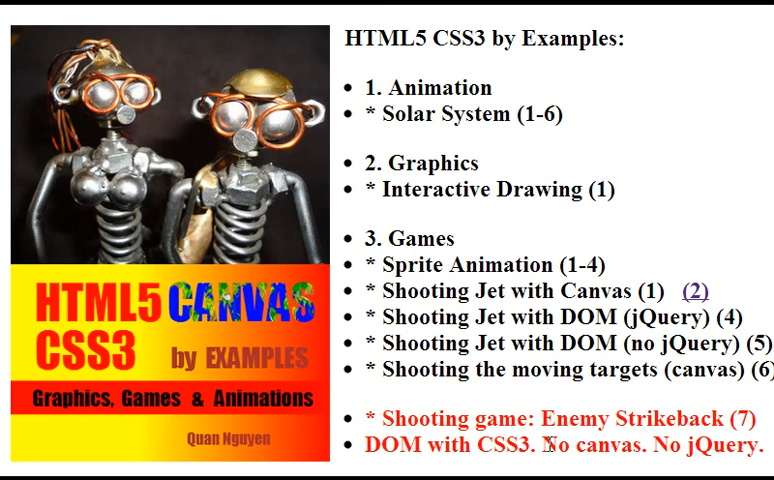 HTML5 CSS3 by Examples:
• 1. Animation
• * Solar System (1-6)
• 2. Graphics
• * Interactive Drawing (1)
• 3. Games
• * Sprite Animation (1-4)
• * Shooting Jet with Canvas (1) (2)
• * Shooting Jet with DOM (jQuery) (4)
• * Shooting Jet with DOM (no jQuery) (5)
• * Shooting the moving targets (canvas) (6)
• * Shooting game: Enemy Strikeback (7)
• DOM with CSS3. No canvas. No jQuery.
HTML5 CANVAS
CSS3 by EXAMPLES
Graphics, Games & Animations
Quan Nguyen